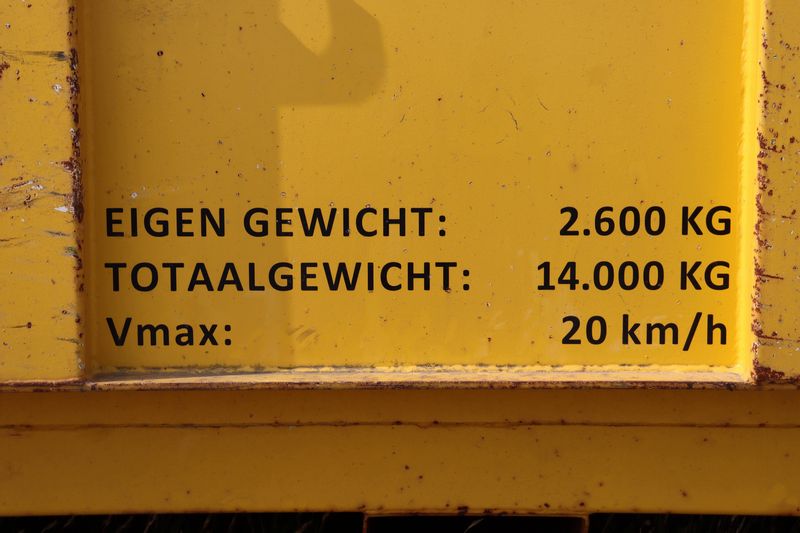 EIGEN GEWICHT: 2.600 KG
TOTAALGEWICHT: 14.000 KG
Vmax: 20 km/h